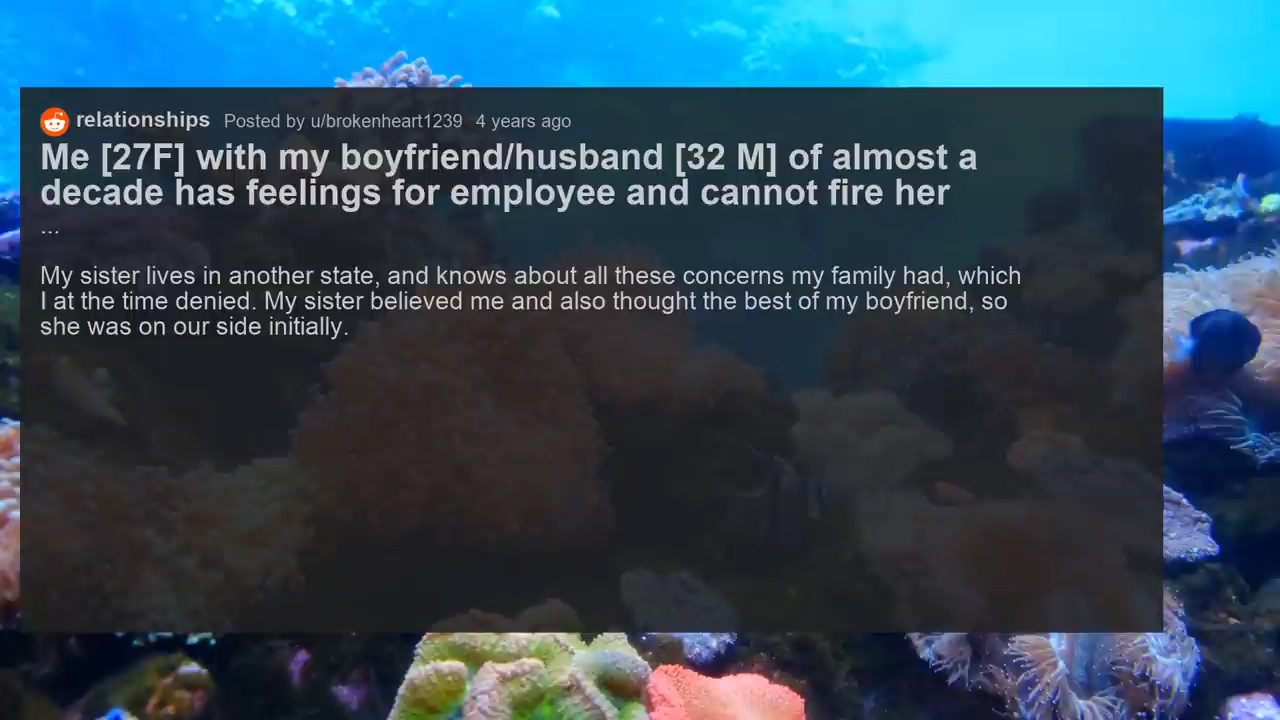 relationships Posted by u/brokenheart1239 4 years ago
Me [27F] with my boyfriend/husband [32 M] of almost a
decade has feelings for employee and cannot fire her
...
My sister lives in another state, and knows about all these concerns my family had, which
I at the time denied. My sister believed me and also thought the best of my boyfriend, so
she was on our side initially.